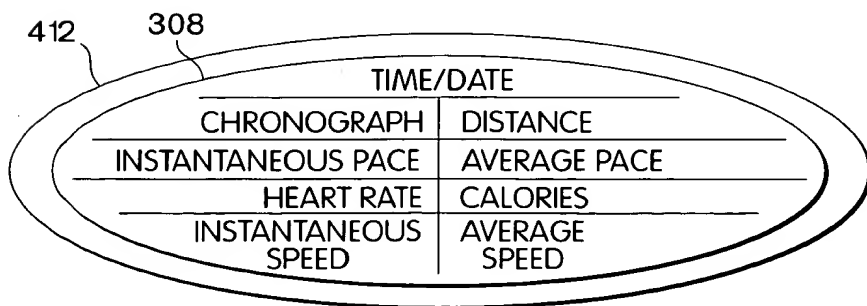 412
308
TIME/DATE
CHRONOGRAPH DISTANCE
INSTANTANEOUS PACE AVERAGE PACE
HEART RATE CALORIES
INSTANTANEOUS AVERAGE
SPEED SPEED